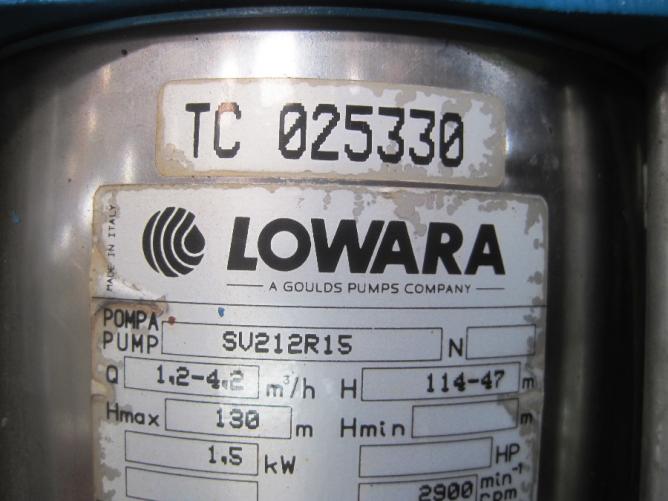 TC 025330
MADE IN ITALY
LOWARA
A GOULDS PUMPS COMPANY
POMPA
PUMP SV212R15 N
Q 1,2-4,2 m³/h H 114-47 m
Hmax 130 m Hmin m
1,5 kW HP
2900 min⁻¹
rpm